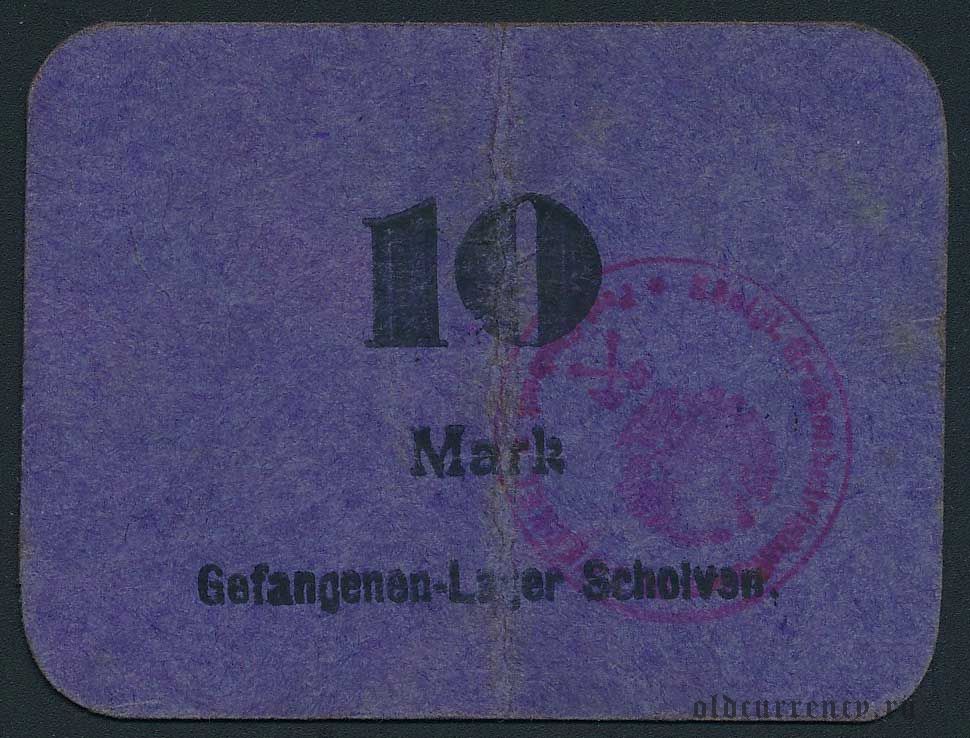 10
Mark
Gefangenen-Lager Scholven.
oldcurrency.ru